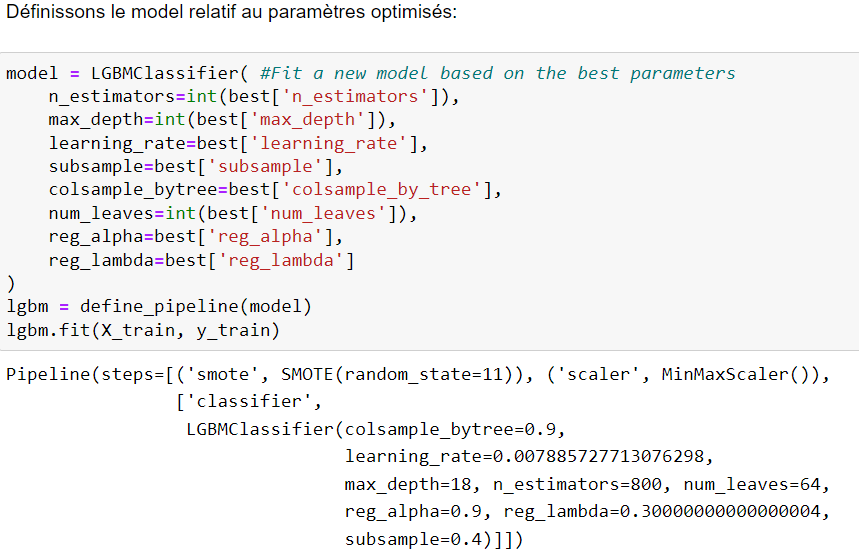 Définissons le model relatif au paramètres optimisés:
model = LGBMClassifier( #Fit a new model based on the best parameters
    n_estimators=int(best['n_estimators']),
    max_depth=int(best['max_depth']),
    learning_rate=best['learning_rate'],
    subsample=best['subsample'],
    colsample_bytree=best['colsample_by_tree'],
    num_leaves=int(best['num_leaves']),
    reg_alpha=best['reg_alpha'],
    reg_lambda=best['reg_lambda']
)
lgbm = define_pipeline(model)
lgbm.fit(X_train, y_train)
Pipeline(steps=[('smote', SMOTE(random_state=11)), ('scaler', MinMaxScaler()),
                ['classifier',
                 LGBMClassifier(colsample_bytree=0.9,
                                learning_rate=0.007885727713076298,
                                max_depth=18, n_estimators=800, num_leaves=64,
                                reg_alpha=0.9, reg_lambda=0.30000000000000004,
                                subsample=0.4)]])